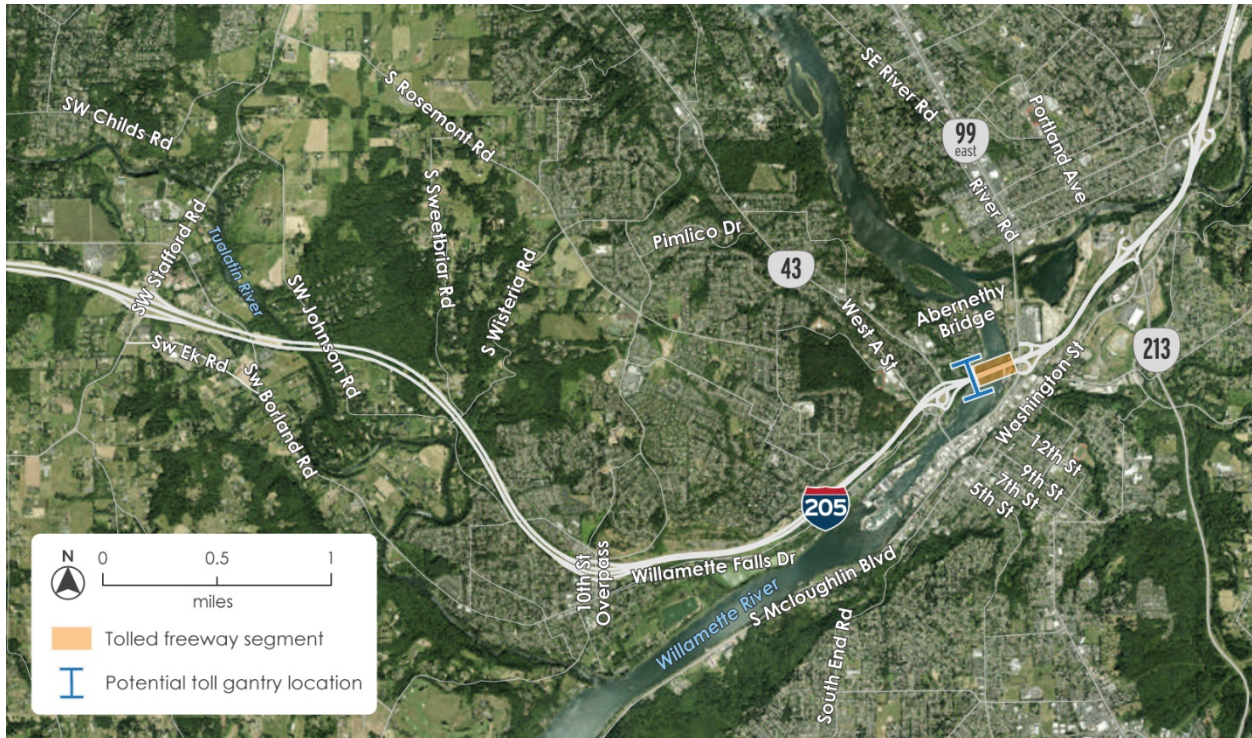 SW Childs Rd
S Rosemont Rd
SE River Rd
99
east
Portland Ave
River Rd
SW Stafford Rd
Tualatin River
S Sweetbriar Rd
Pimlico Dr
43
S Wisteria Rd
SW Johnson Rd
West A St
Abernethy
Bridge
213
Sw Ek Rd
Sw Borland Rd
Washington St
12th St
9th St
7th St
5th St
205
10th St
Overpass
Willamette Falls Dr
Willamette River
S Mcloughlin Blvd
South End Rd
N
0
0.5
1
miles
Tolled freeway segment
Potential toll gantry location